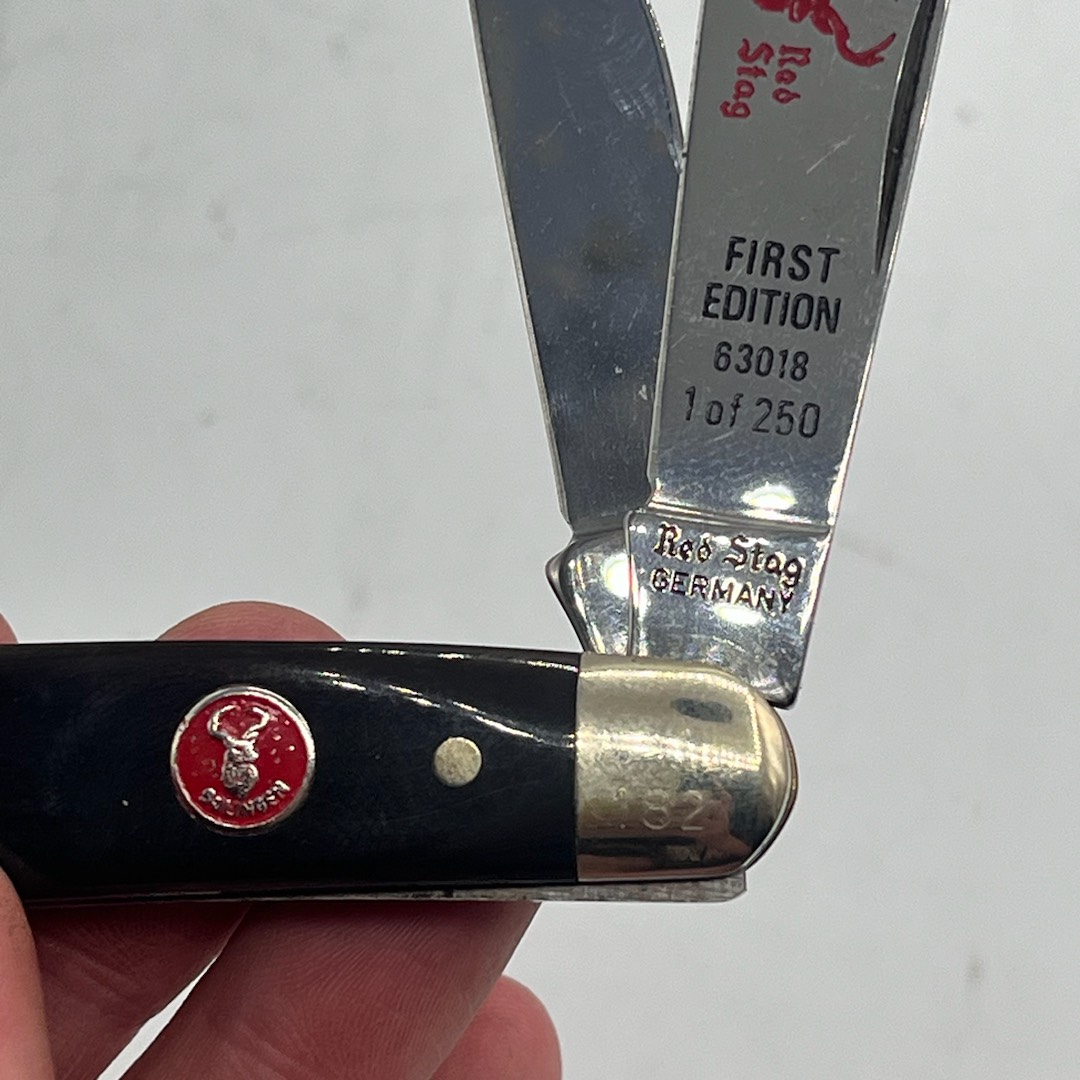 Red
Stag
FIRST
EDITION
63018
1 of 250
Red Stag
GERMANY